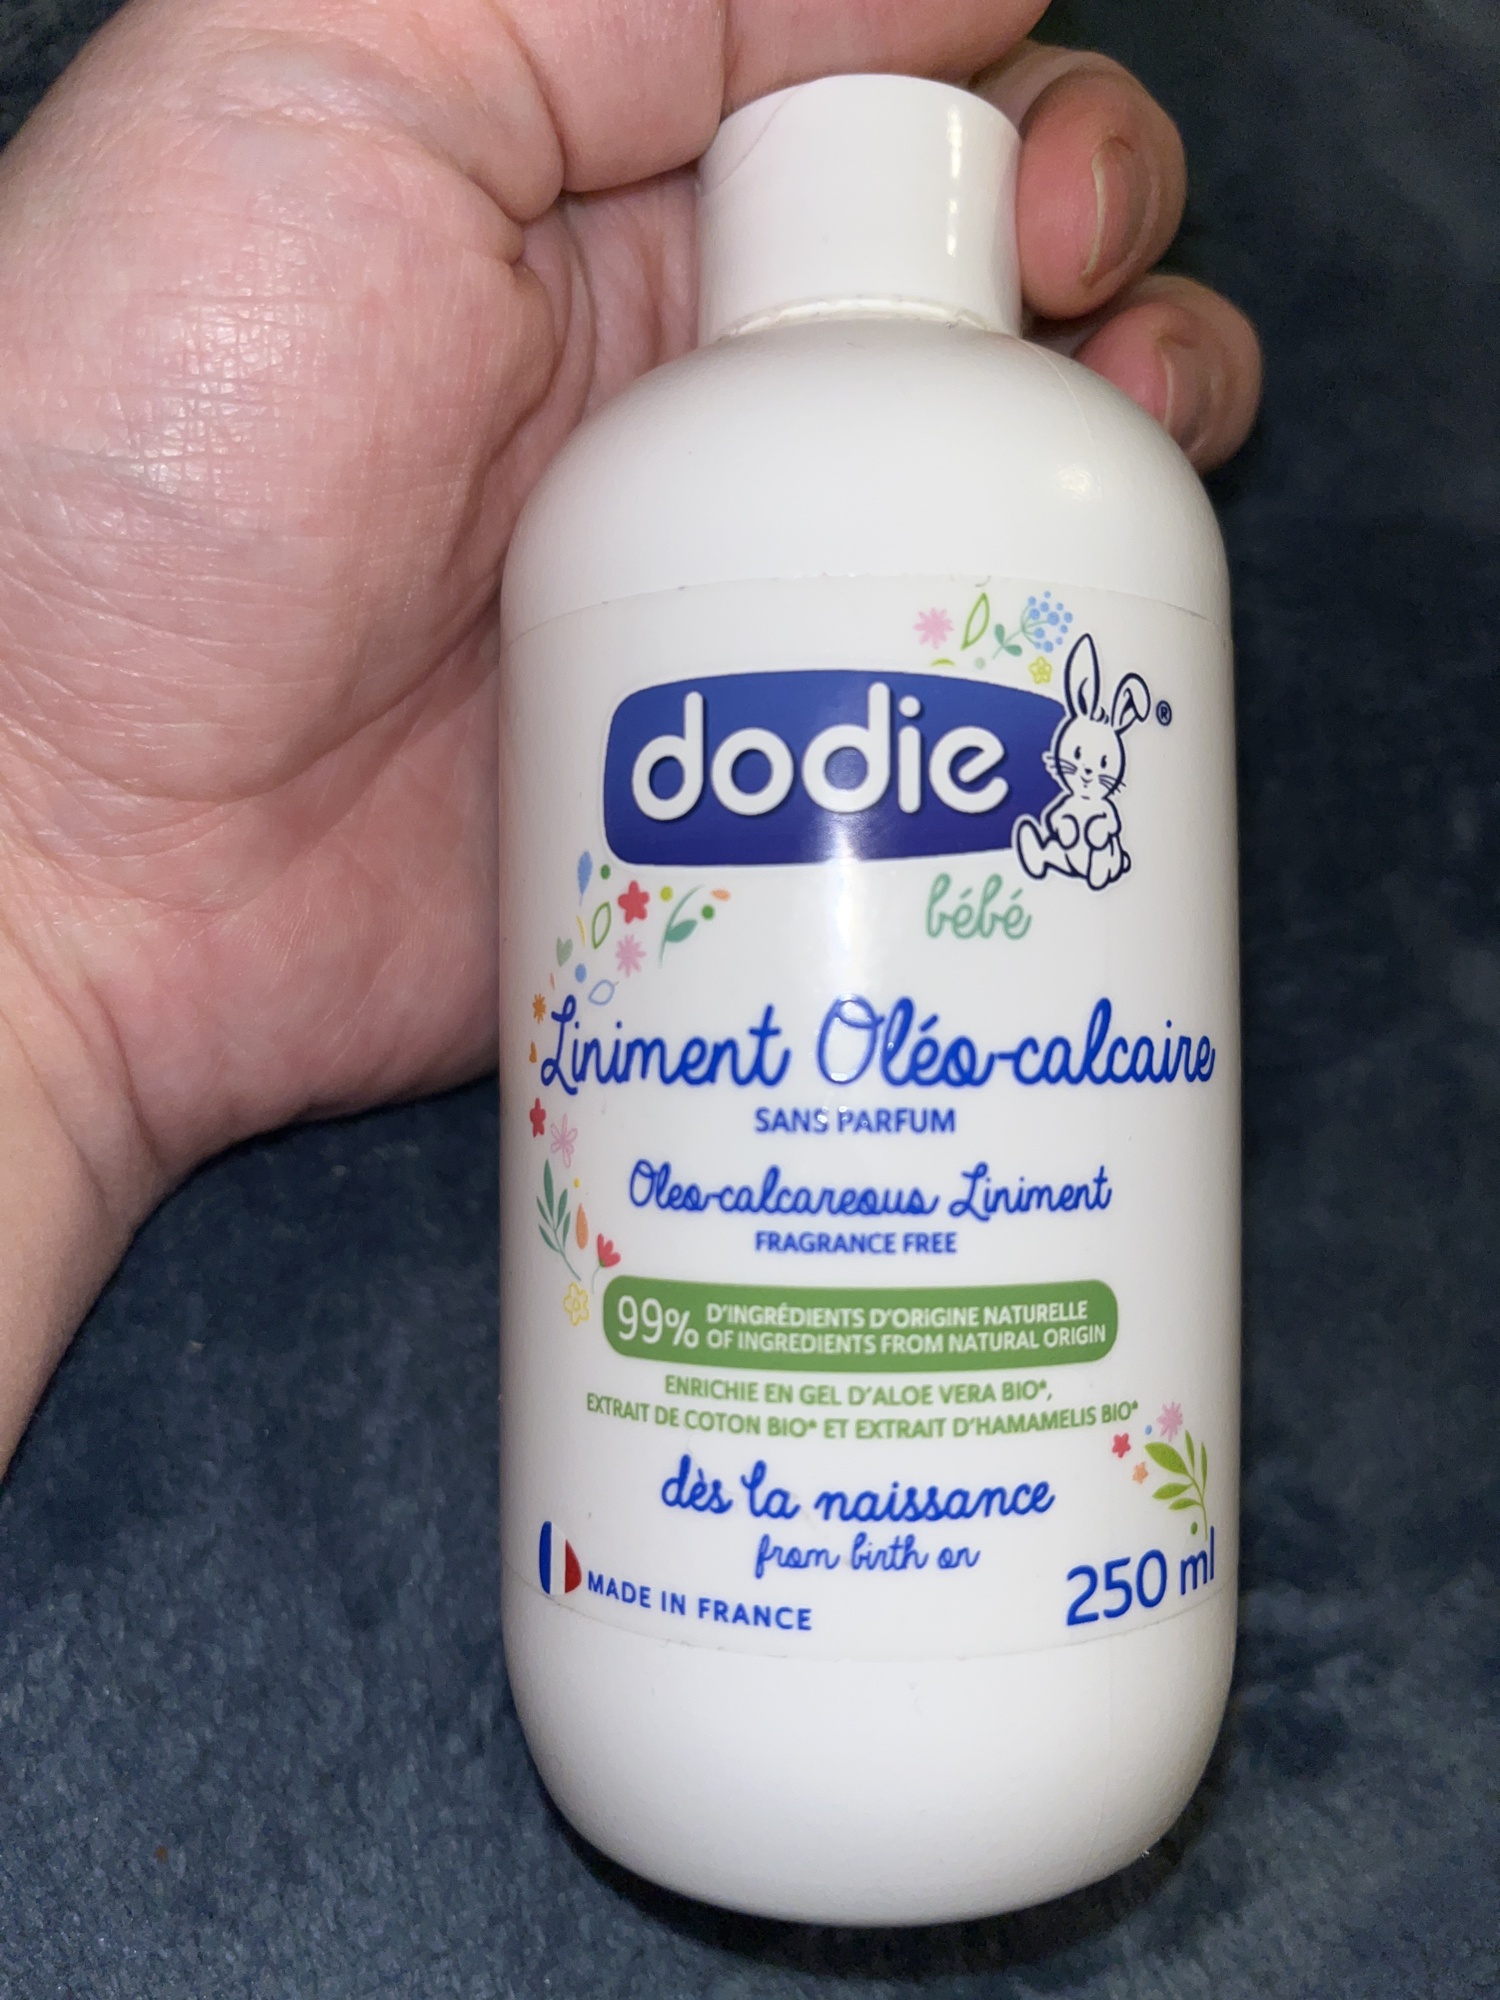 dodie®
bébé
Liniment Oléo-calcaire
SANS PARFUM
Oleo-calcareous Liniment
FRAGRANCE FREE
99% D'INGRÉDIENTS D'ORIGINE NATURELLE
OF INGREDIENTS FROM NATURAL ORIGIN
ENRICHIE EN GEL D'ALOE VERA BIO*,
EXTRAIT DE COTON BIO* ET EXTRAIT D'HAMAMELIS BIO*
dès la naissance
from birth on
MADE IN FRANCE
250 ml